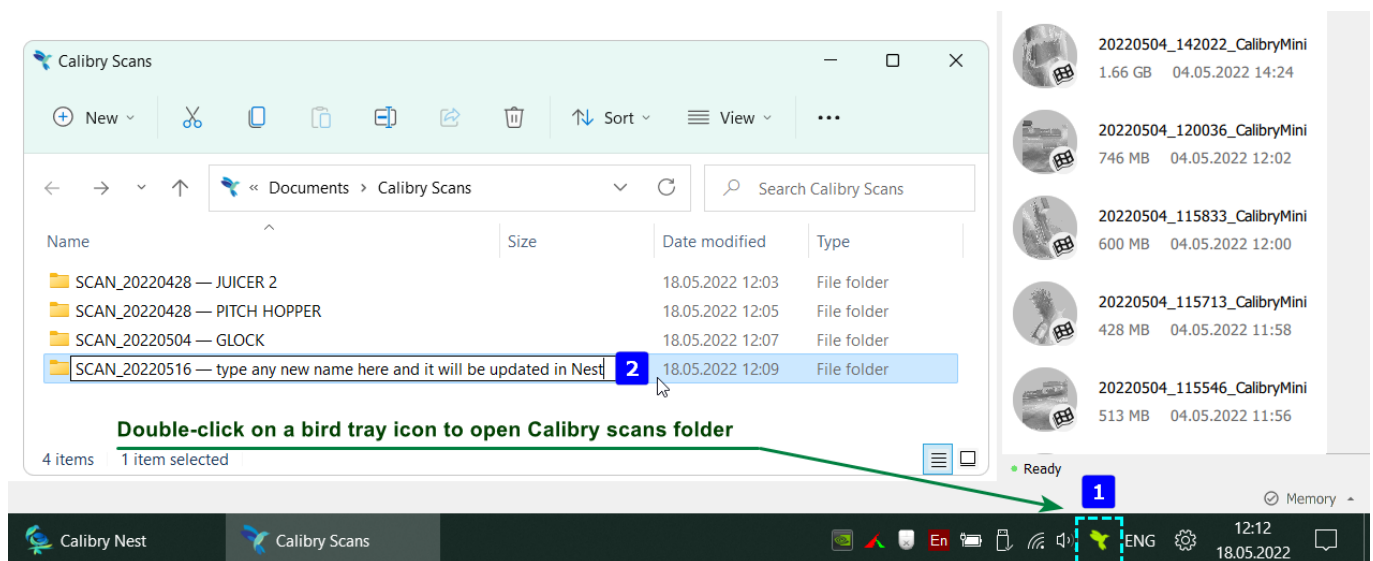 Calibry Scans
New
Sort
View
« Documents > Calibry Scans
Search Calibry Scans
Name Size Date modified Type
SCAN_20220428 — JUICER 2 18.05.2022 12:03 File folder
SCAN_20220428 — PITCH HOPPER 18.05.2022 12:05 File folder
SCAN_20220504 — GLOCK 18.05.2022 12:07 File folder
SCAN_20220516 — type any new name here and it will be updated in Nest 2 18.05.2022 12:09 File folder
Double-click on a bird tray icon to open Calibry scans folder
4 items 1 item selected
20220504_142022_CalibryMini
1.66 GB 04.05.2022 14:24
20220504_120036_CalibryMini
746 MB 04.05.2022 12:02
20220504_115833_CalibryMini
600 MB 04.05.2022 12:00
20220504_115713_CalibryMini
428 MB 04.05.2022 11:58
20220504_115546_CalibryMini
513 MB 04.05.2022 11:56
Ready
1
Memory
Calibry Nest
Calibry Scans
En
ENG
12:12
18.05.2022